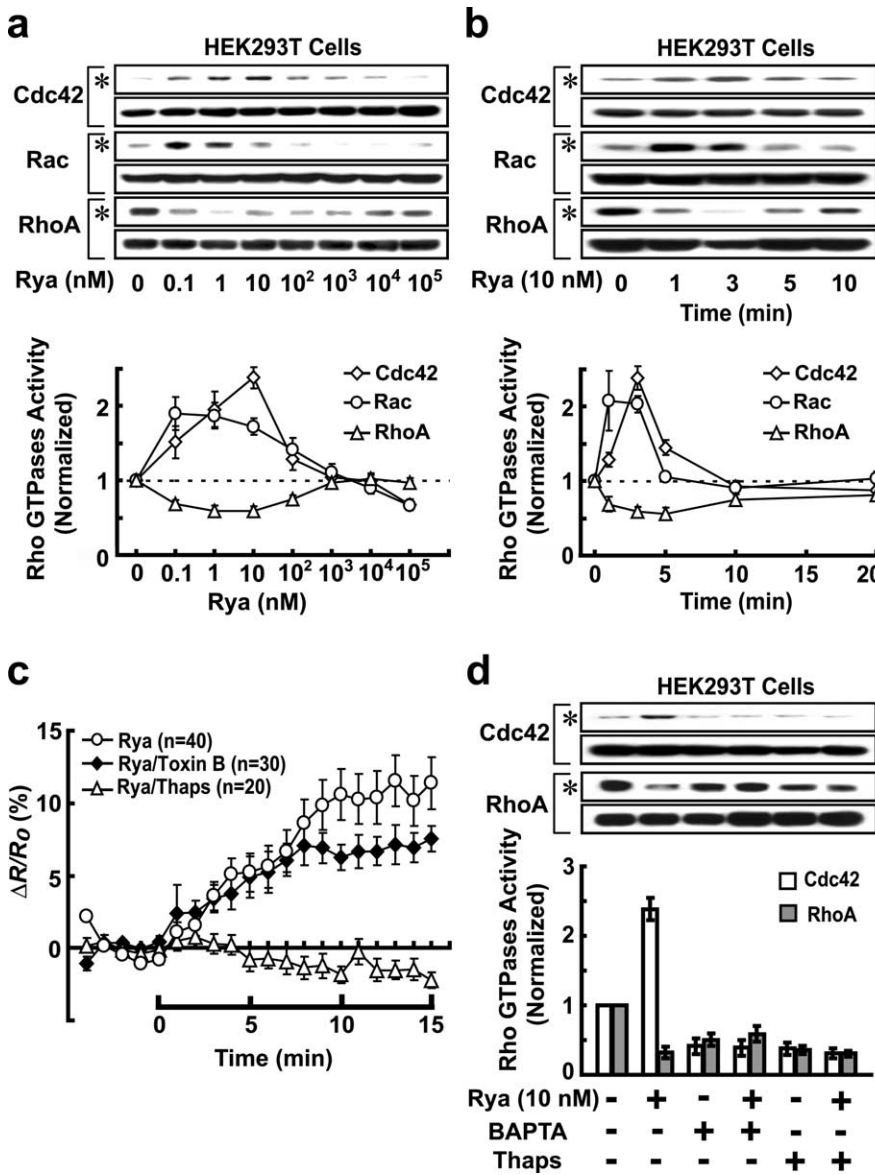 a
HEK293T Cells
Cdc42
*
Rac
*
RhoA
*
Rya (nM) 0 0.1 1 10 10² 10³ 10⁴ 10⁵
Rho GTPases Activity
(Normalized)
2
1
0
Cdc42
Rac
RhoA
0 0.1 1 10 10² 10³ 10⁴ 10⁵
Rya (nM)
b
HEK293T Cells
Cdc42
*
Rac
*
RhoA
*
Rya (10 nM) 0 1 3 5 10
Time (min)
Rho GTPases Activity
(Normalized)
2
1
0
Cdc42
Rac
RhoA
0 5 10 20
Time (min)
c
ΔR/R₀ (%)
15
10
5
0
Rya (n=40)
Rya/Toxin B (n=30)
Rya/Thaps (n=20)
0 5 10 15
Time (min)
d
HEK293T Cells
Cdc42
*
RhoA
*
Rho GTPases Activity
(Normalized)
3
2
1
0
Cdc42
RhoA
Rya (10 nM) - + - + - +
BAPTA - - + + - -
Thaps - - - - + +